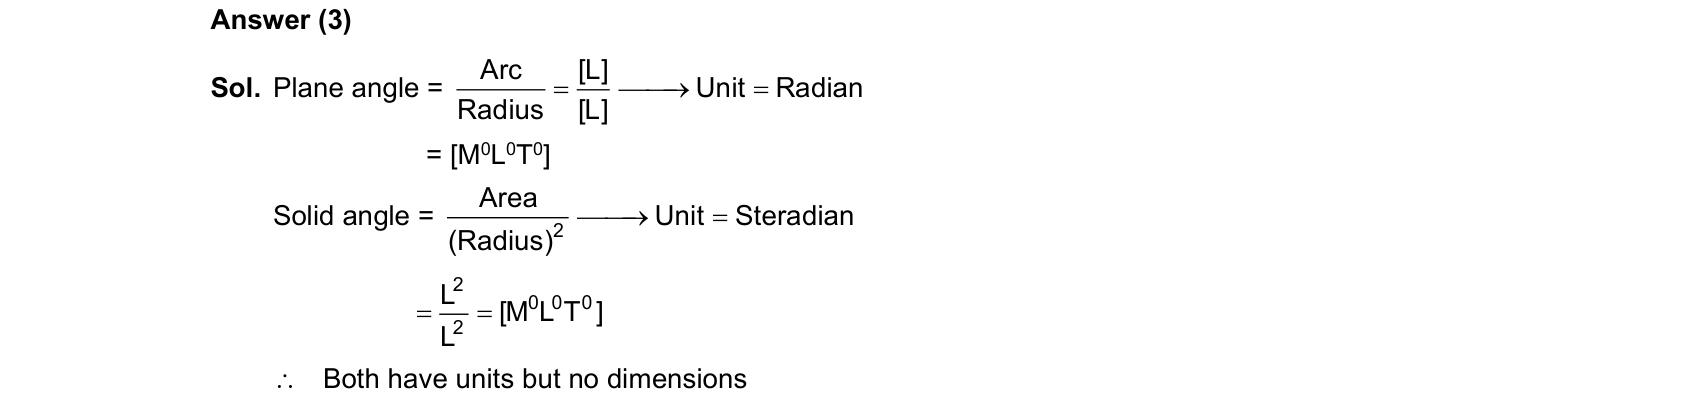 Answer (3)
Sol. Plane angle = Arc/Radius = [L]/[L] ⟶ Unit = Radian
= [M⁰L⁰T⁰]
Solid angle = Area/(Radius)² ⟶ Unit = Steradian
= L²/L² = [M⁰L⁰T⁰]
∴ Both have units but no dimensions